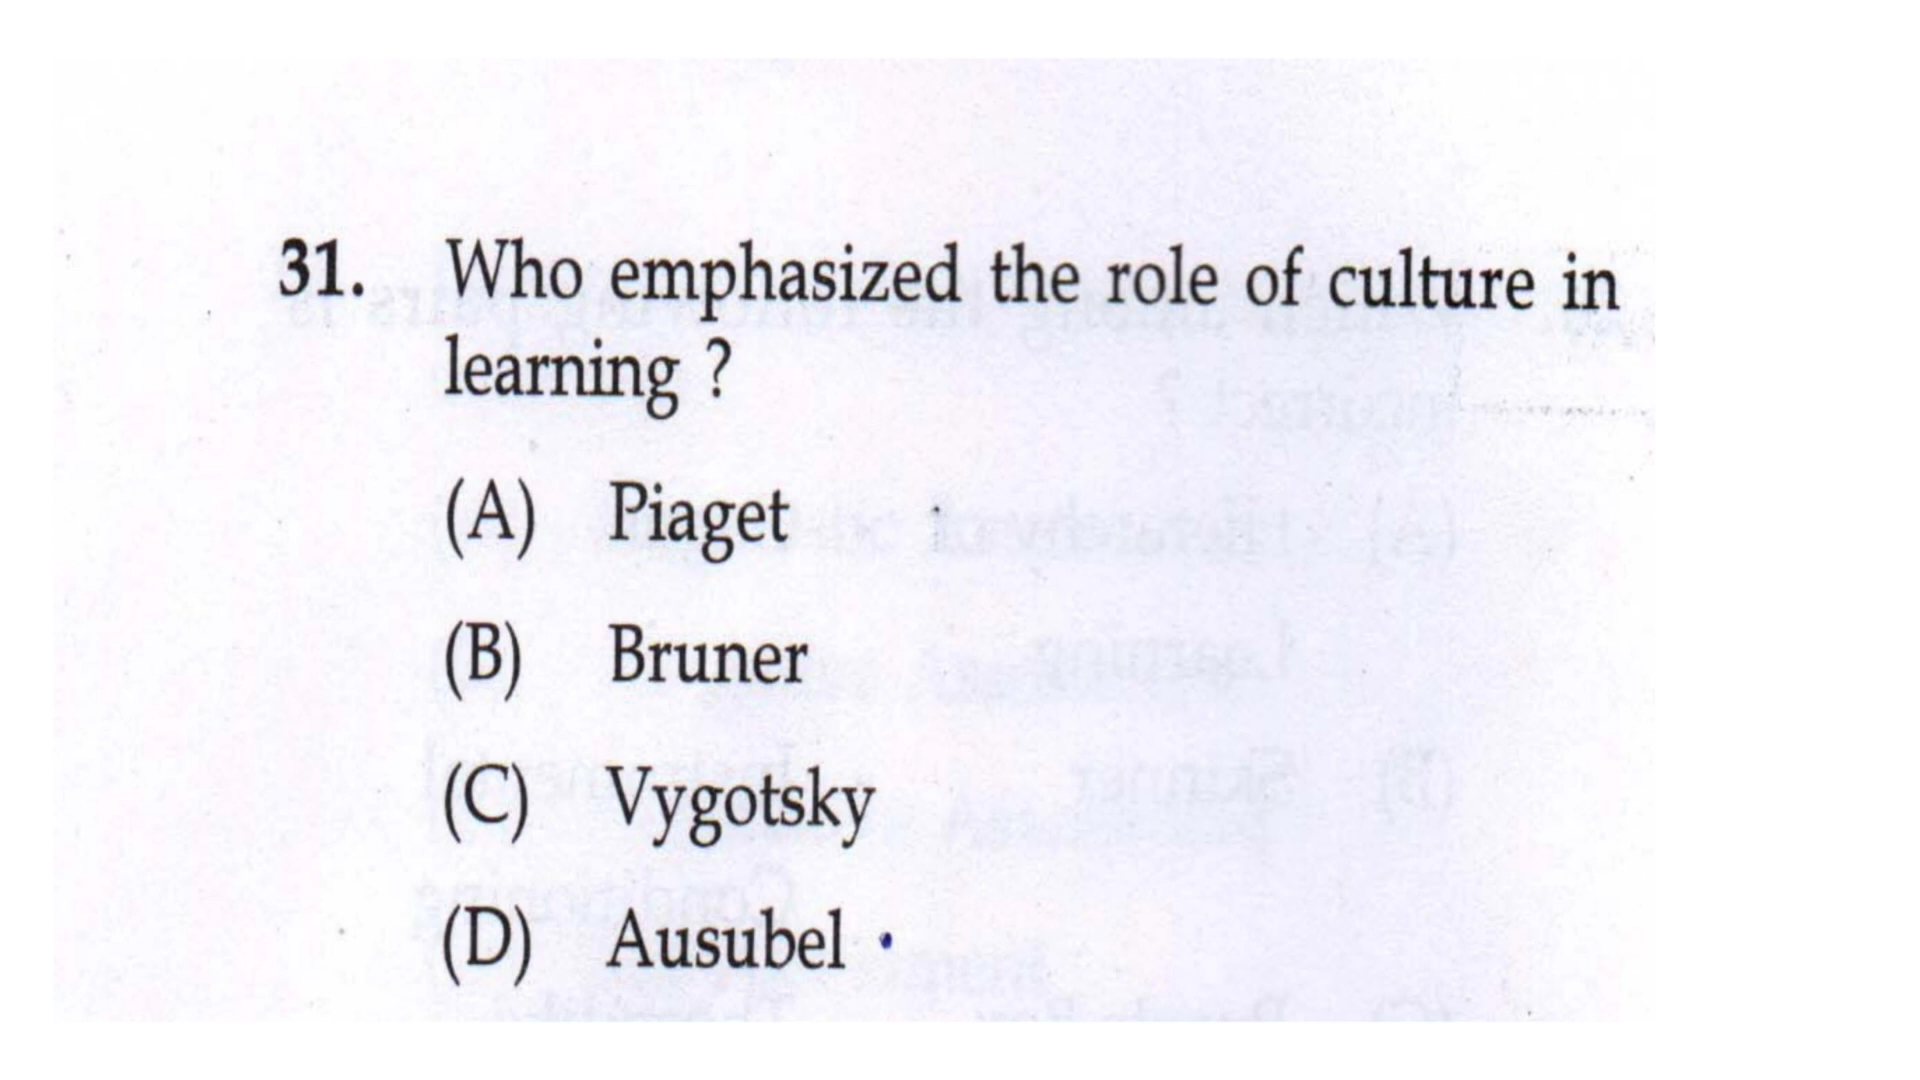 31. Who emphasized the role of culture in
learning ?
(A) Piaget
(B) Bruner
(C) Vygotsky
(D) Ausubel